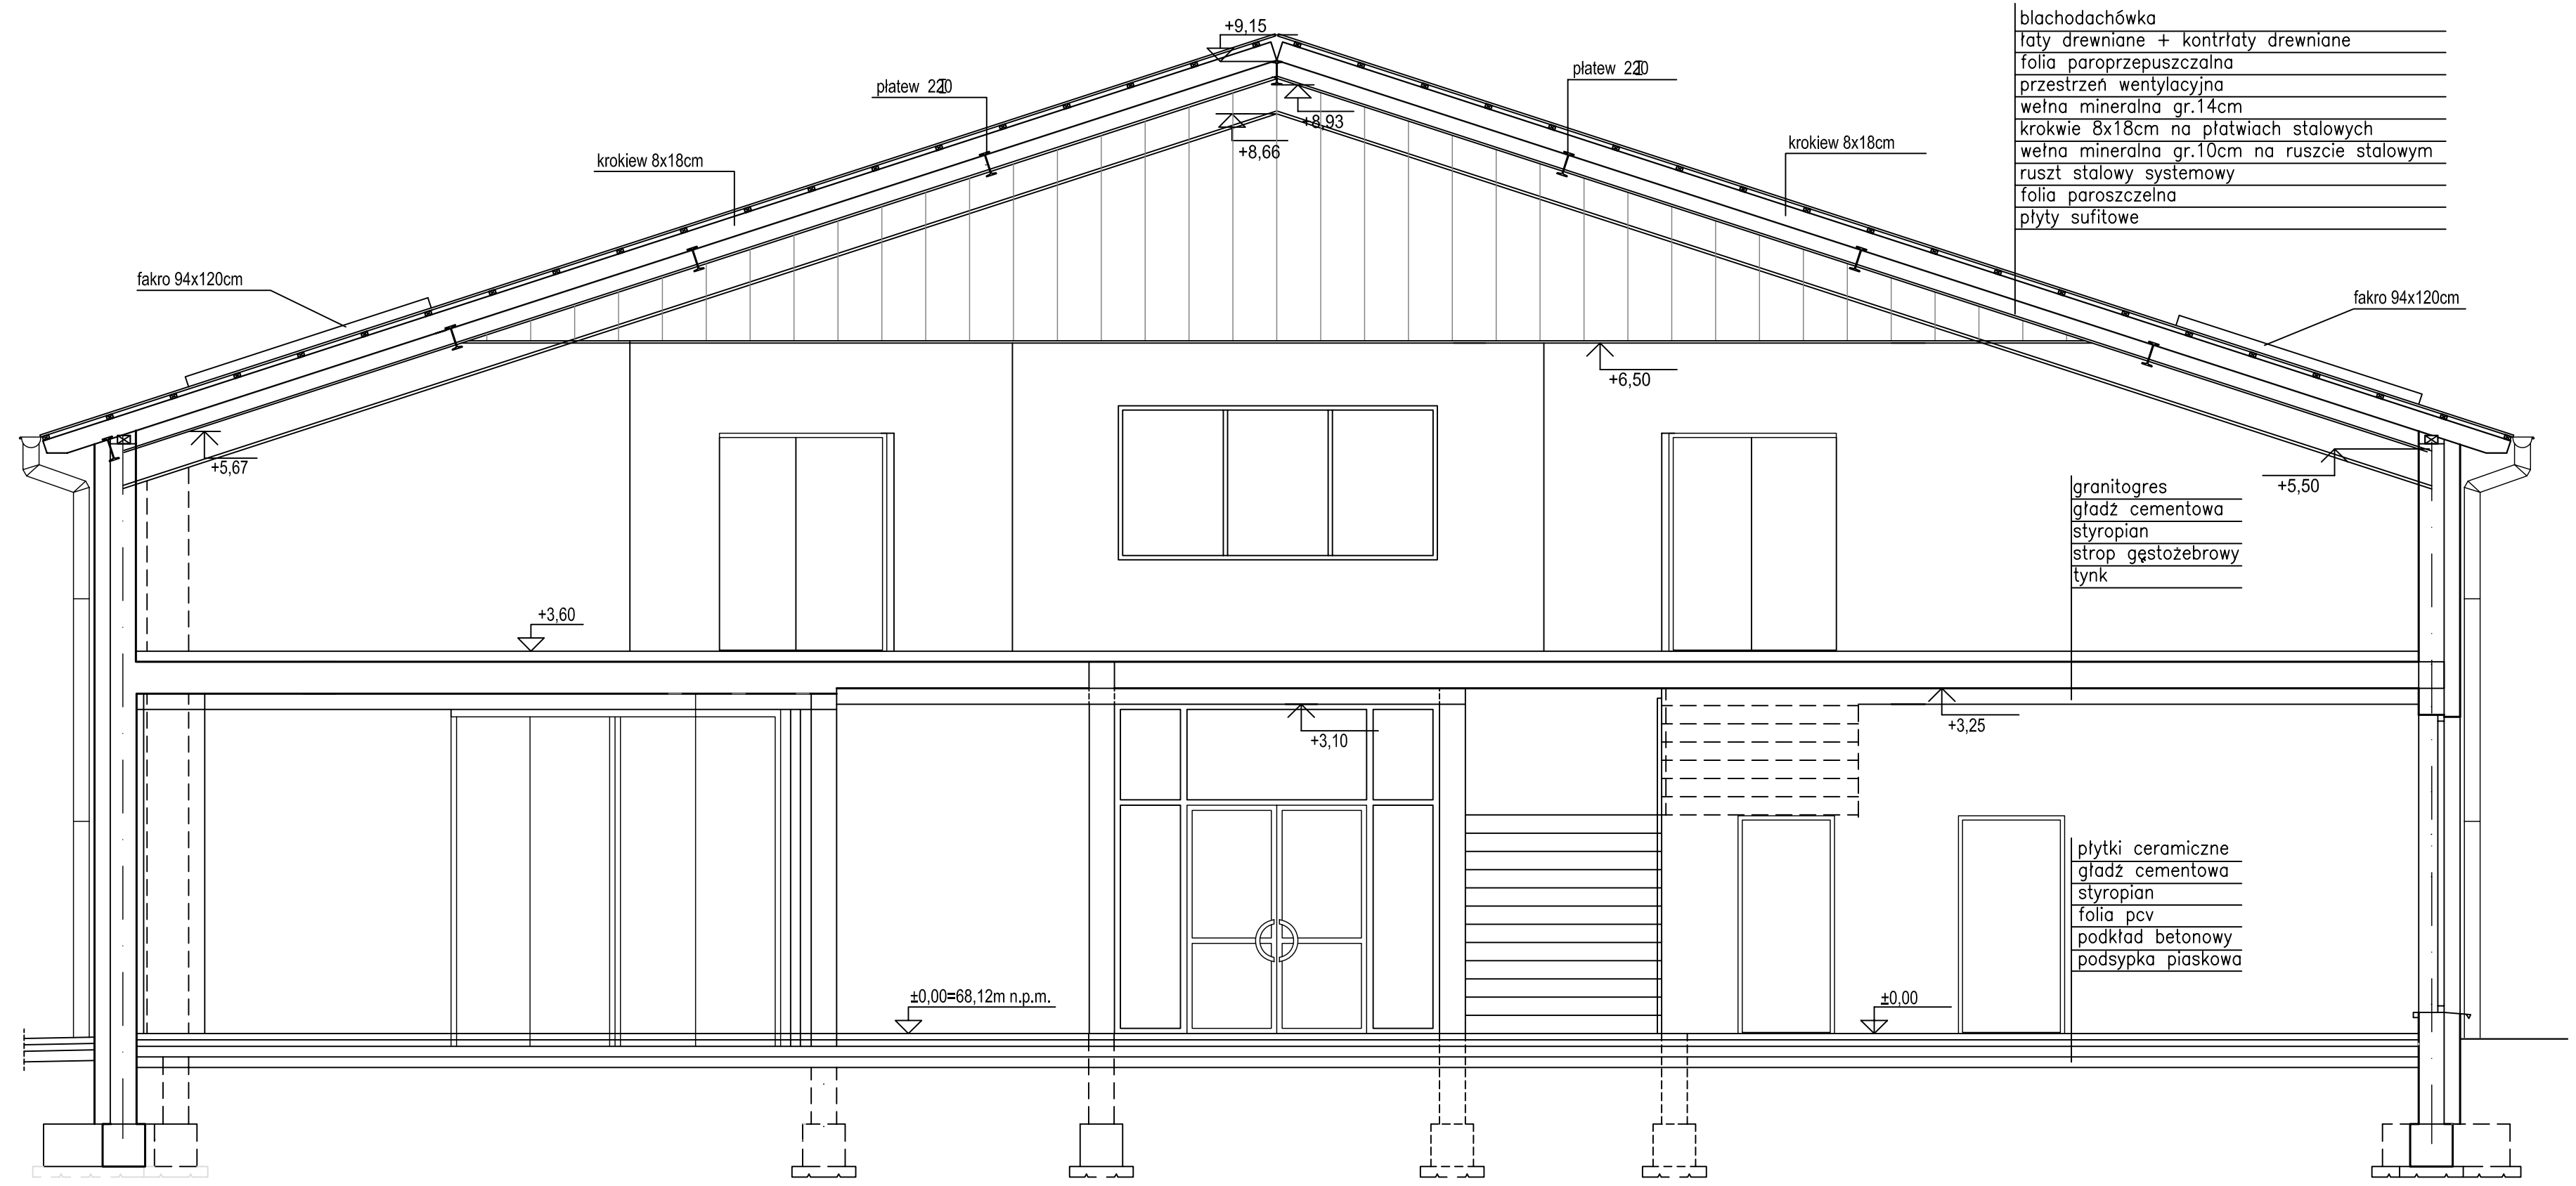 +9,15
blachodachówka
łaty drewniane + kontrłaty drewniane
folia paroprzepuszczalna
przestrzeń wentylacyjna
wełna mineralna gr.14cm
krokwie 8x18cm na płatwiach stalowych
wełna mineralna gr.10cm na ruszcie stalowym
ruszt stalowy systemowy
folia paroszczelna
płyty sufitowe
płatew
płatew
+8,93
+8,66
krokiew 8x18cm
krokiew 8x18cm
fakro 94x120cm
fakro 94x120cm
+6,50
+5,67
+5,50
granitogres
gładź cementowa
styropian
strop gęstożebrowy
tynk
+3,60
+3,25
+3,10
płytki ceramiczne
gładź cementowa
styropian
folia pcv
podkład betonowy
podsypka piaskowa
±0,00=68,12m n.p.m.
±0,00